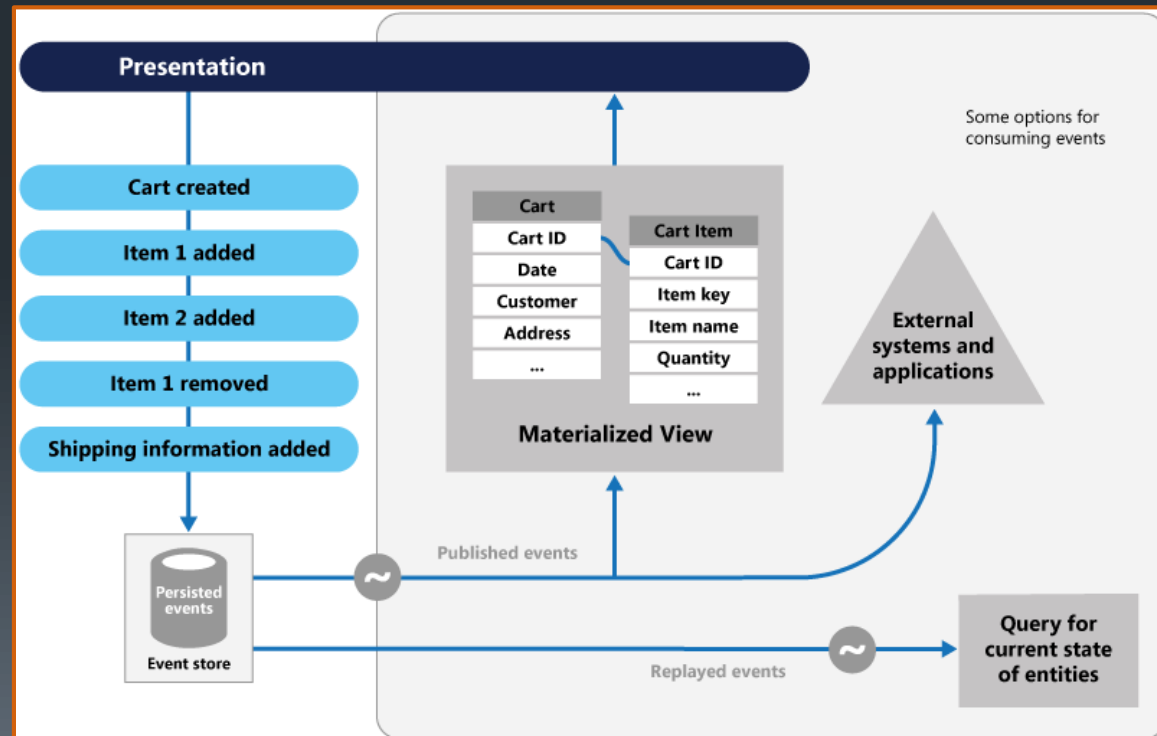 Presentation
Some options for
consuming events
Cart created
Item 1 added
Item 2 added
Item 1 removed
Shipping information added
Cart
Cart ID
Date
Customer
Address
...
Cart Item
Cart ID
Item key
Item name
Quantity
...
Materialized View
External
systems and
applications
Published events
~
Persisted
events
Event store
Replayed events
~
Query for
current state
of entities